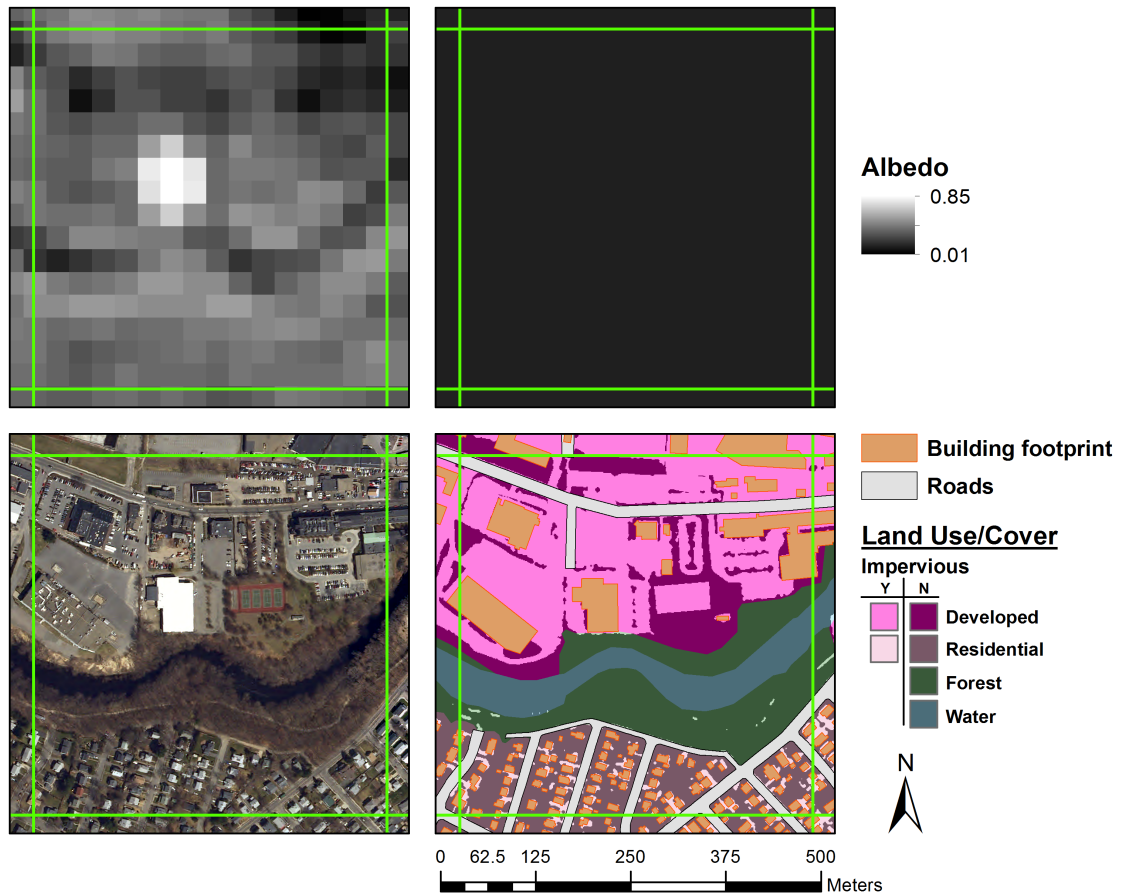 Albedo
0.85
0.01
Building footprint
Roads
Land Use/Cover
Impervious
Y N
Developed
Residential
Forest
Water
N
0 62.5 125 250 375 500
Meters